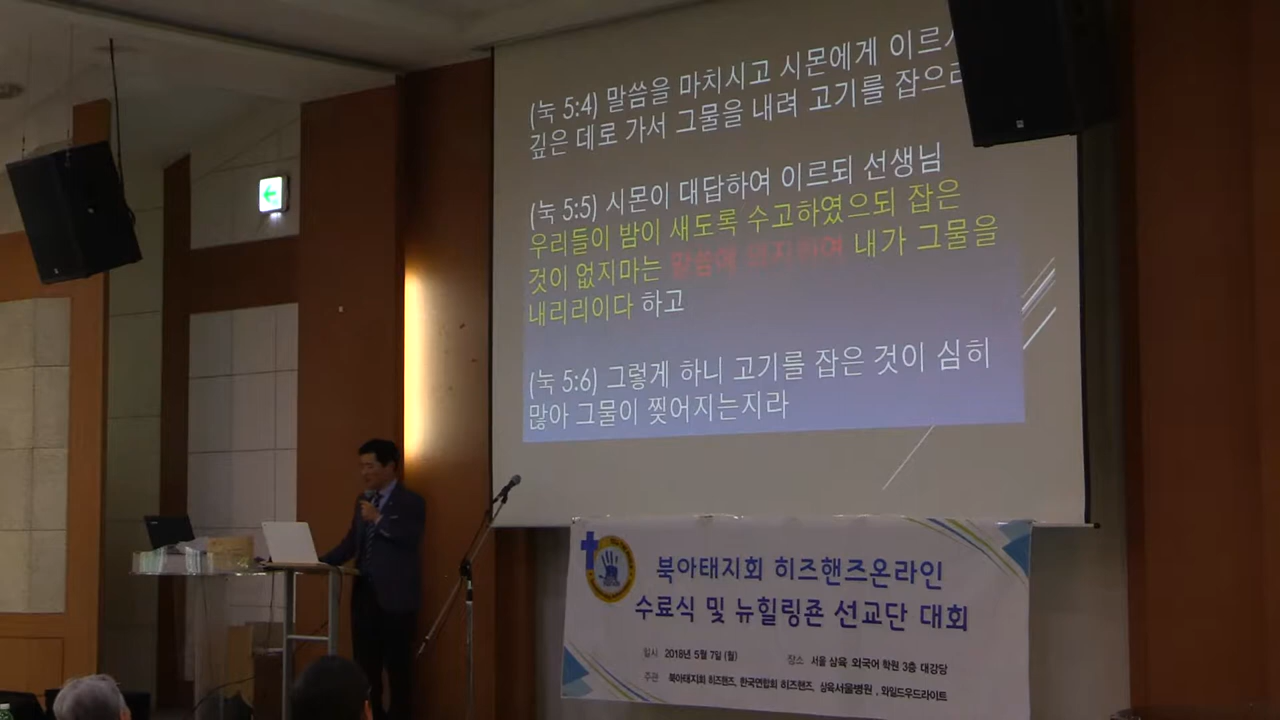 (눅 5:4) 말씀을 마치시고 시몬에게 이르시
깊은 데로 가서 그물을 내려 고기를 잡으라
(눅 5:5) 시몬이 대답하여 이르되 선생님
우리들이 밤이 새도록 수고하였으되 잡은
것이 없지마는 말씀에 의지하여 내가 그물을
내리리이다 하고
(눅 5:6) 그렇게 하니 고기를 잡은 것이 심히
많아 그물이 찢어지는지라
북아태지회 히즈핸즈온라인
수료식 및 뉴힐링죤 선교단 대회
일시 2018년 5월 7일 (월) 장소 서울 삼육 외국어 학원 3층 대강당
주관 북아태지회 히즈핸즈, 한국연합회 히즈핸즈, 삼육서울병원, 와일드우드라이트